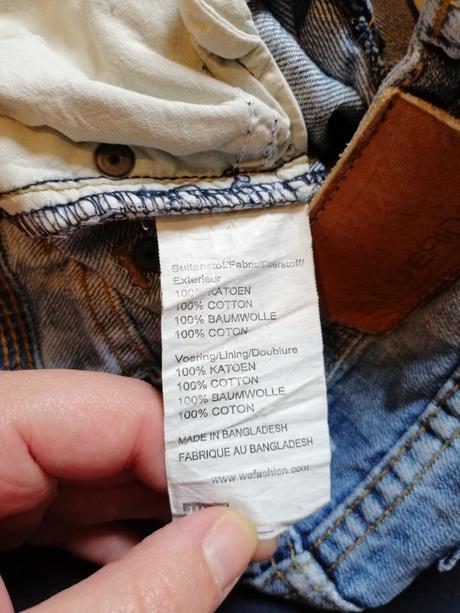 Buitenstof/Fabric/Oberstoff/
Exterieur
100% KATOEN
100% COTTON
100% BAUMWOLLE
100% COTON
Voering/Lining/Doublure
100% KATOEN
100% COTTON
100% BAUMWOLLE
100% COTON
MADE IN BANGLADESH
FABRIQUE AU BANGLADESH
www.wefashion.com